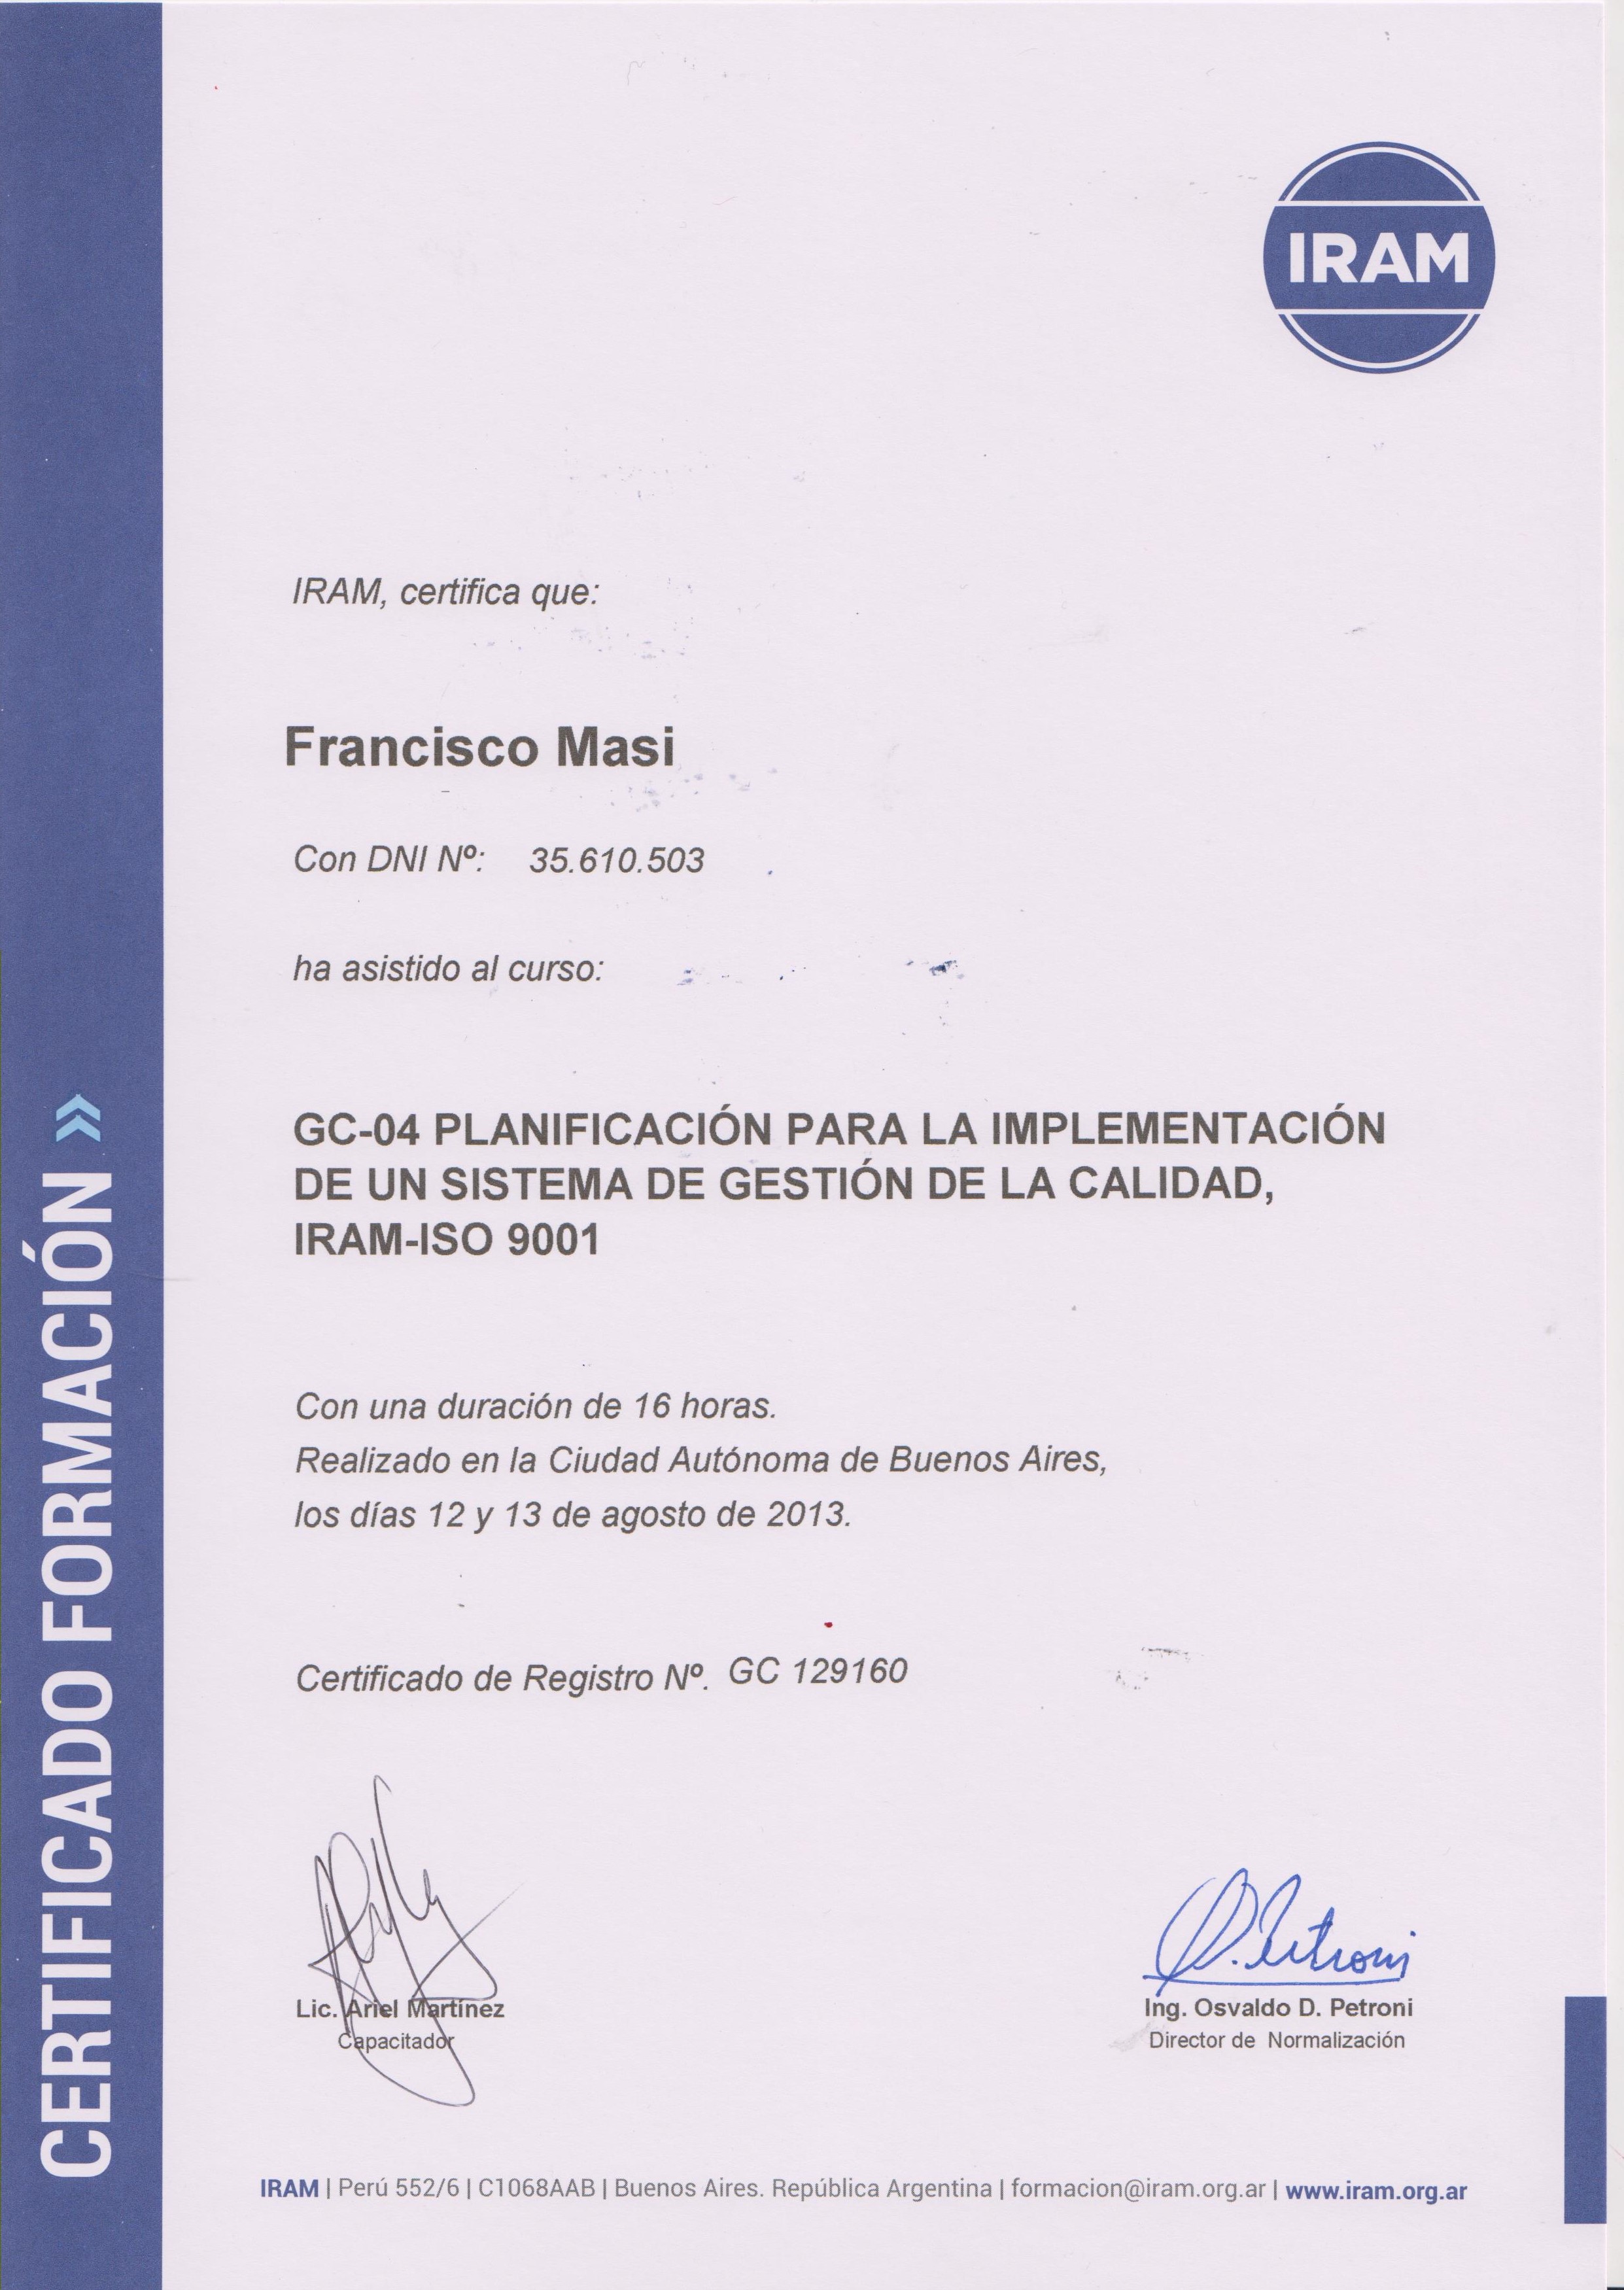 IRAM
IRAM, certifica que:
Francisco Masi
Con DNI Nº: 35.610.503
ha asistido al curso:
GC-04 PLANIFICACIÓN PARA LA IMPLEMENTACIÓN
DE UN SISTEMA DE GESTIÓN DE LA CALIDAD,
IRAM-ISO 9001
Con una duración de 16 horas.
Realizado en la Ciudad Autónoma de Buenos Aires,
los días 12 y 13 de agosto de 2013.
Certificado de Registro Nº. GC 129160
O. Petroni
Lic. Ariel Martínez
Capacitador
Ing. Osvaldo D. Petroni
Director de Normalización
IRAM | Perú 552/6 | C1068AAB | Buenos Aires. República Argentina | formacion@iram.org.ar | www.iram.org.ar
CERTIFICADO FORMACIÓN »